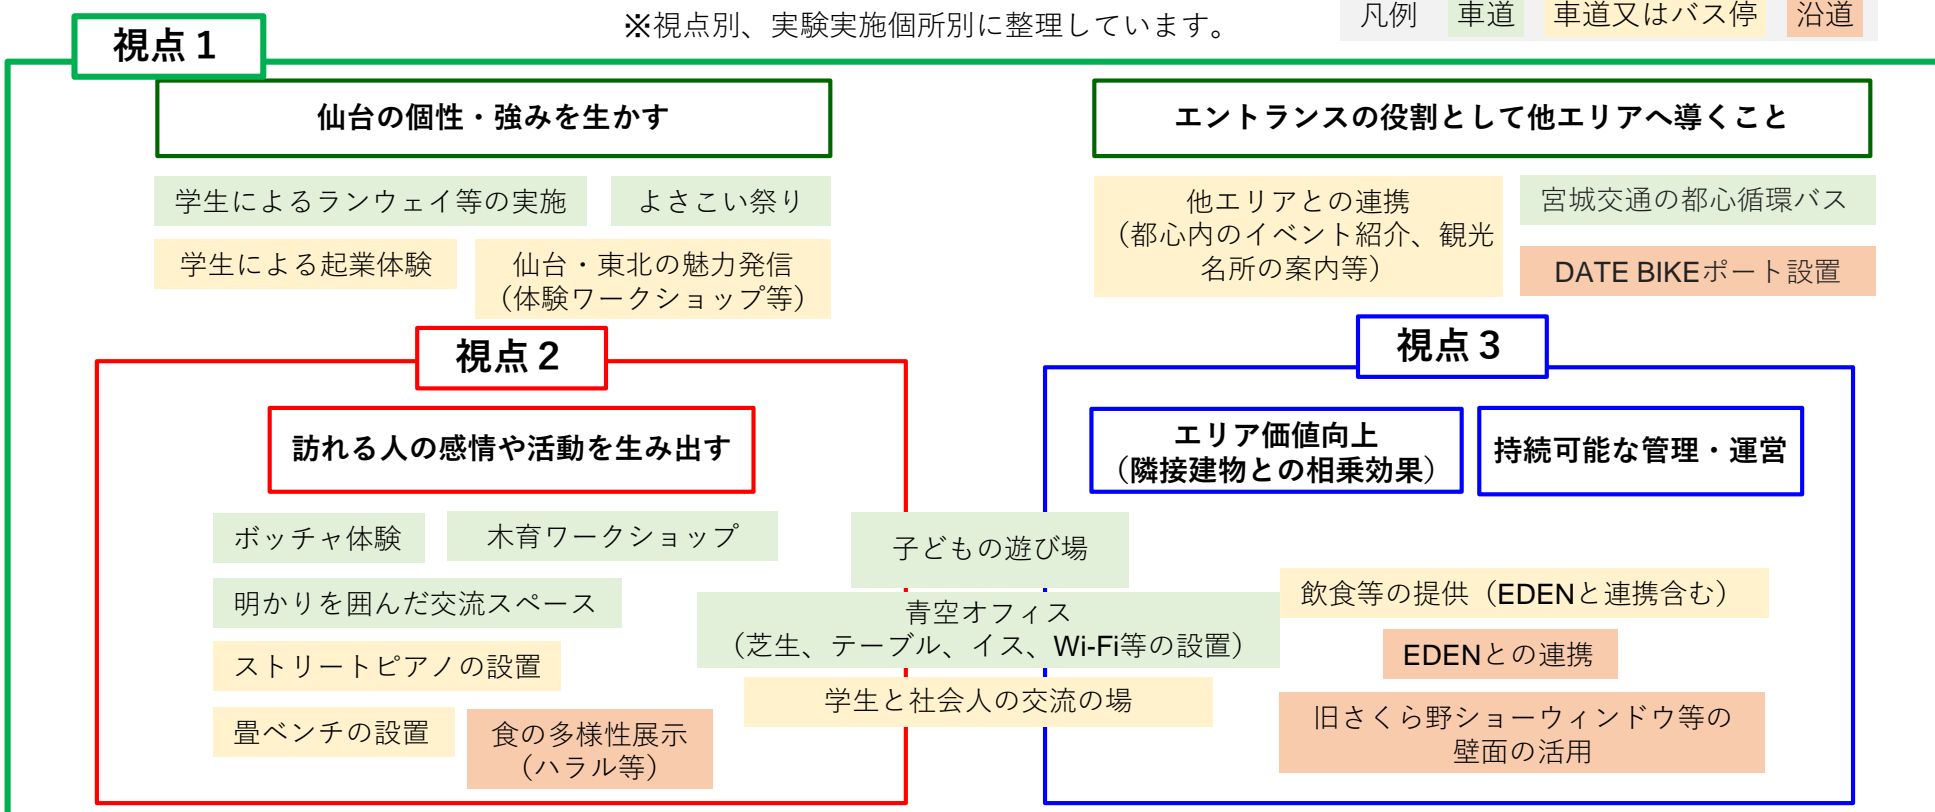 ※視点別、実験実施個所別に整理しています。
凡例 車道 車道又はバス停 沿道
視点１
仙台の個性・強みを生かす
エントランスの役割として他エリアへ導くこと
学生によるランウェイ等の実施
よさこい祭り
学生による起業体験
仙台・東北の魅力発信
（体験ワークショップ等）
他エリアとの連携
（都心内のイベント紹介、観光
名所の案内等）
宮城交通の都心循環バス
DATE BIKEポート設置
視点２
訪れる人の感情や活動を生み出す
ボッチャ体験
木育ワークショップ
明かりを囲んだ交流スペース
ストリートピアノの設置
畳ベンチの設置
食の多様性展示
（ハラル等）
子どもの遊び場
青空オフィス
（芝生、テーブル、イス、Wi-Fi等の設置）
学生と社会人の交流の場
視点３
エリア価値向上
（隣接建物との相乗効果）
持続可能な管理・運営
飲食等の提供（EDENと連携含む）
EDENとの連携
旧さくら野ショーウィンドウ等の
壁面の活用